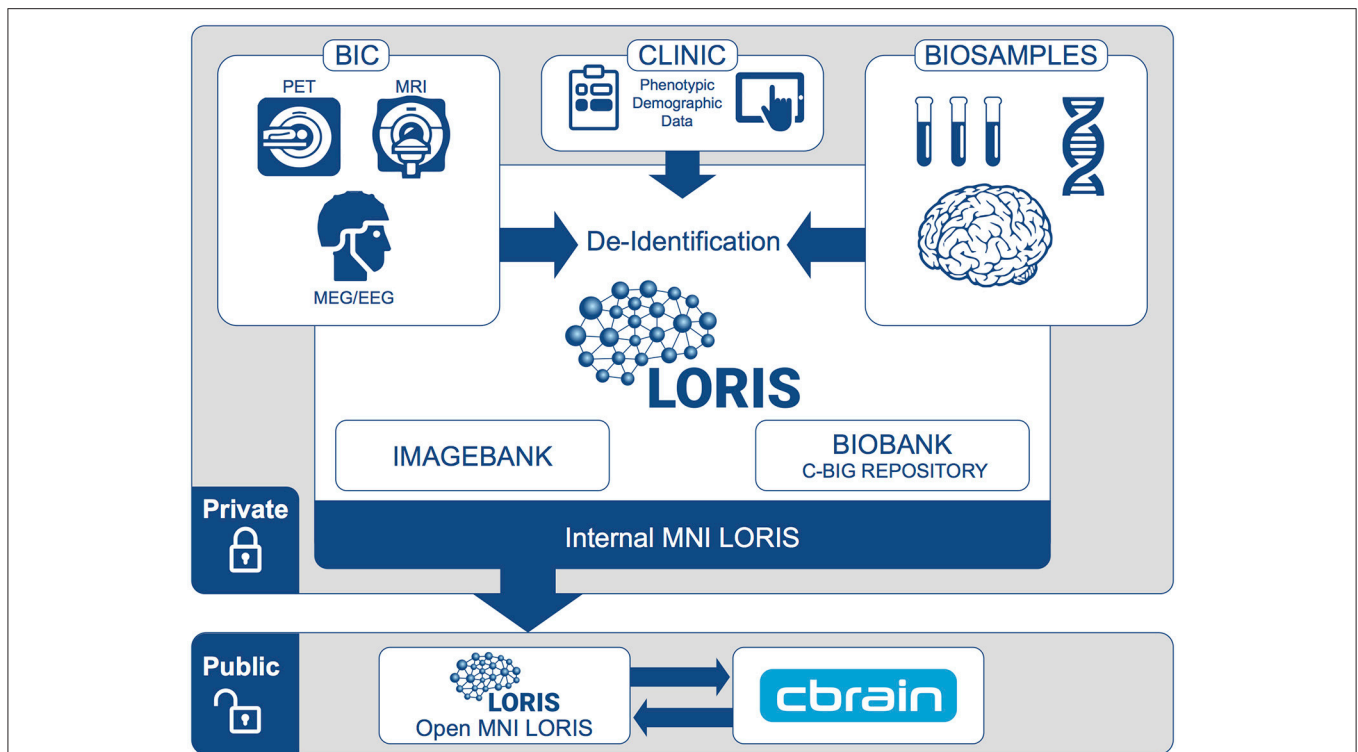 BIC
PET
MRI
MEG/EEG
CLINIC
Phenotypic
Demographic
Data
BIOSAMPLES
De-Identification
LORIS
IMAGEBANK
BIOBANK
C-BIG REPOSITORY
Private
Internal MNI LORIS
Public
LORIS
Open MNI LORIS
cbrain